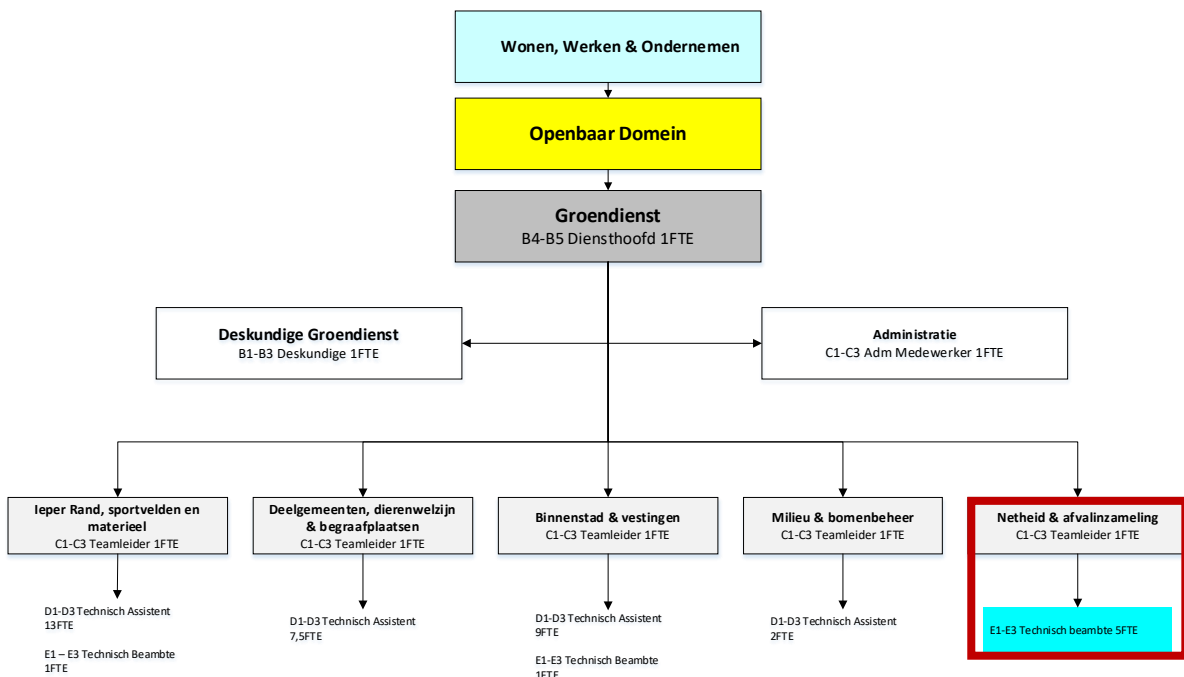 Wonen, Werken & Ondernemen
Openbaar Domein
Groendienst
B4-B5 Diensthoofd 1FTE
Deskundige Groendienst
B1-B3 Deskundige 1FTE
Administratie
C1-C3 Adm Medewerker 1FTE
Ieper Rand, sportvelden en
materieel
C1-C3 Teamleider 1FTE
Deelgemeenten, dierenwelzijn
& begraafplaatsen
C1-C3 Teamleider 1FTE
Binnenstad & vestingen
C1-C3 Teamleider 1FTE
Milieu & bomenbeheer
C1-C3 Teamleider 1FTE
Netheid & afvalinzameling
C1-C3 Teamleider 1FTE
D1-D3 Technisch Assistent
13FTE
E1 – E3 Technisch Beambte
1FTE
D1-D3 Technisch Assistent
7,5FTE
D1-D3 Technisch Assistent
9FTE
E1-E3 Technisch Beambte
1FTE
D1-D3 Technisch Assistent
2FTE
E1-E3 Technisch beambte 5FTE